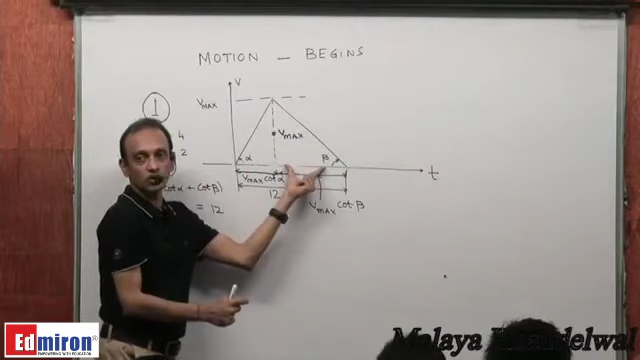 MOTION – BEGINS
V
VMAX
1
4
VMAX
2
α
β
t
VMAX cot α
(cot α + cot β)
12
VMAX cot β
= 12
Edmiron®
EMPOWERING WITH EDUCATION